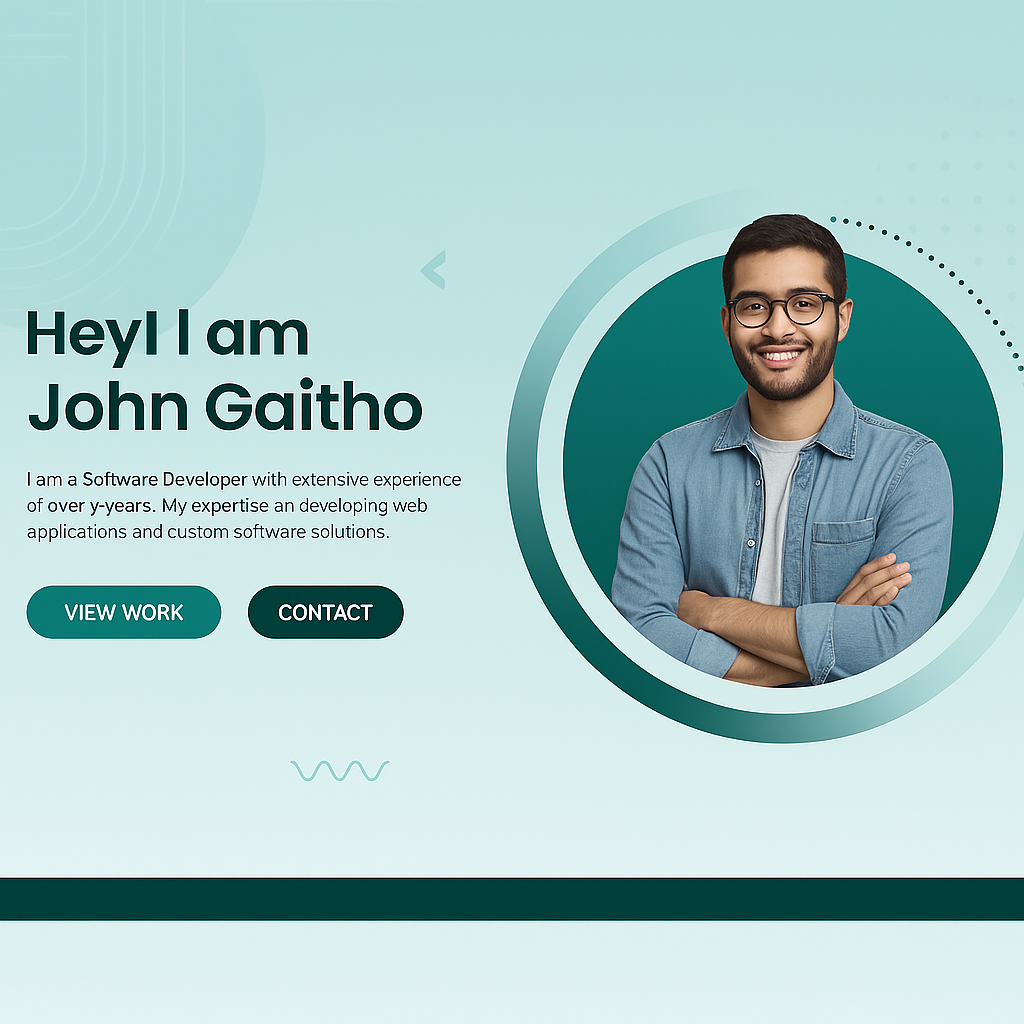 HeyI I am
John Gaitho
I am a Software Developer with extensive experience
of over y-years. My expertise an developing web
applications and custom software solutions.
VIEW WORK
CONTACT